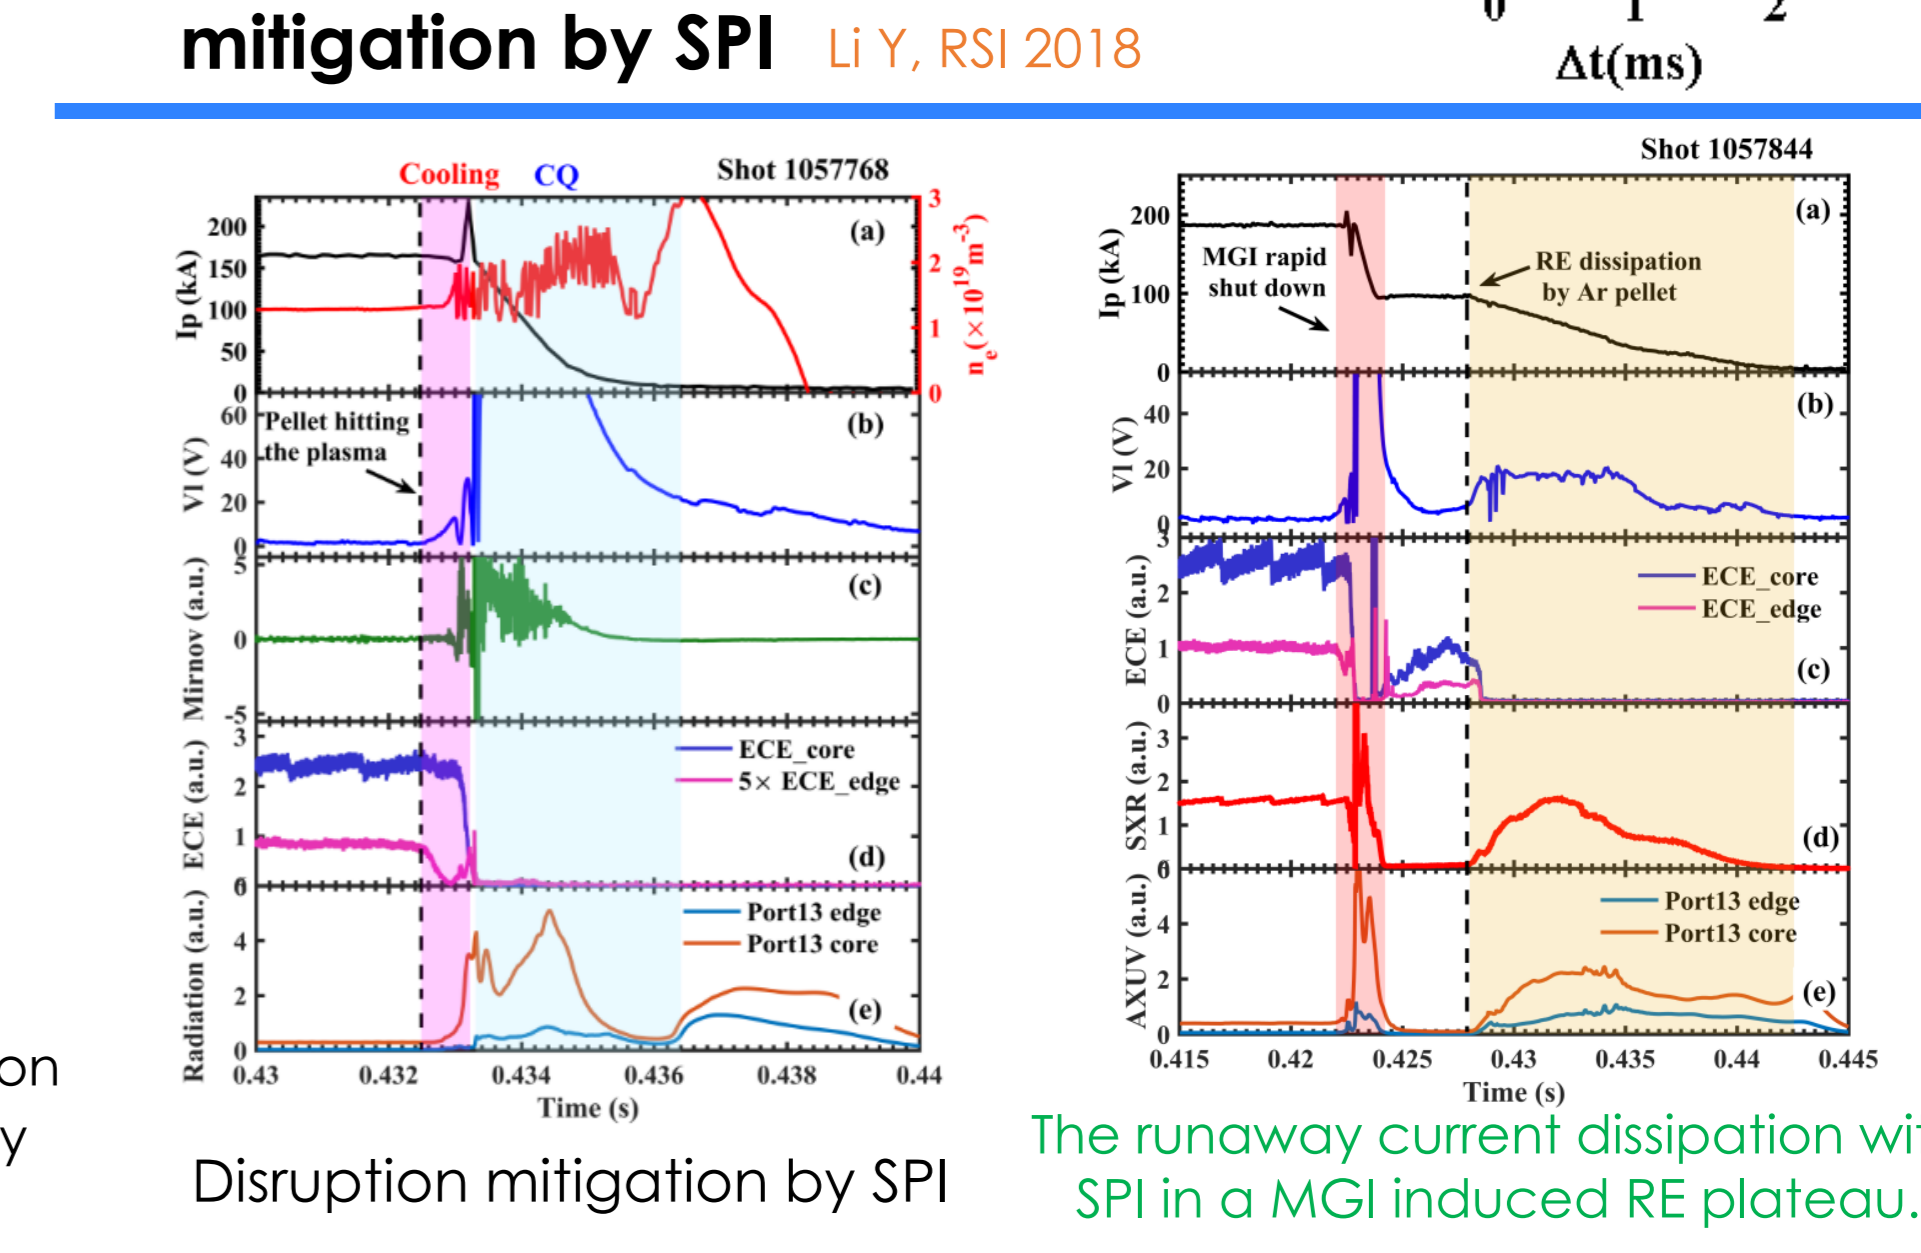 0 1 2
Δt(ms)
mitigation by SPI Li Y, RSI 2018
Cooling CQ Shot 1057768
Ip (kA)
200
150
100
50
0
(a)
3
2
1
0
n_e (×10^19 m^-3)
Vl (V)
60
40
20
0
Pellet hitting
the plasma
(b)
Mirnov (a.u.)
5
0
-5
(c)
ECE (a.u.)
3
2
1
0
ECE_core
5× ECE_edge
(d)
Radiation (a.u.)
4
2
0
Port13 edge
Port13 core
(e)
0.43 0.432 0.434 0.436 0.438 0.44
Time (s)
Disruption mitigation by SPI
on
y
Shot 1057844
Ip (kA)
200
100
0
MGI rapid
shut down
RE dissipation
by Ar pellet
(a)
Vl (V)
40
20
0
(b)
ECE (a.u.)
3
2
1
0
ECE_core
ECE_edge
(c)
SXR (a.u.)
3
2
1
(d)
AXUV (a.u.)
4
2
0
Port13 edge
Port13 core
(e)
0.415 0.42 0.425 0.43 0.435 0.44 0.445
Time (s)
The runaway current dissipation wit
SPI in a MGI induced RE plateau.